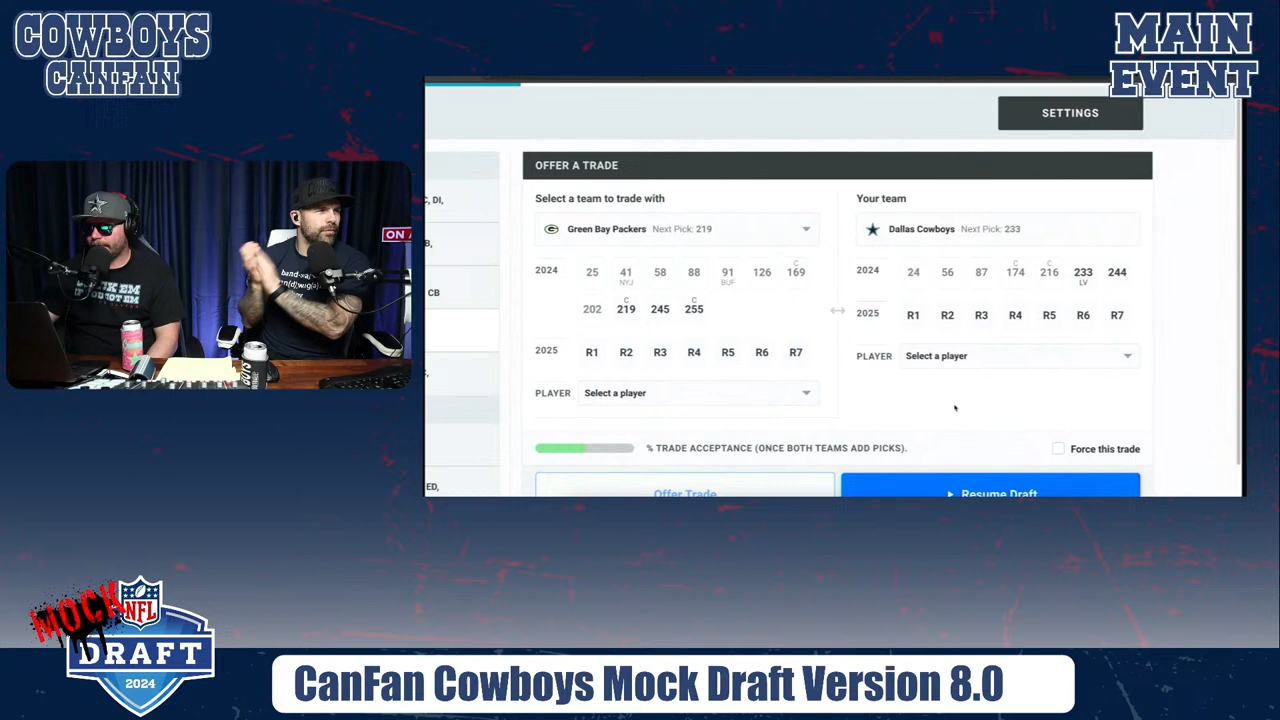 COWBOYS
CANFAN
MAIN
EVENT
SETTINGS
C, DI,
B,
CB
C,
ED,
OFFER A TRADE
Select a team to trade with
Green Bay Packers Next Pick: 219
2024 25 41 58 88 91 126 169
NYJ BUF C
202 219 245 255
C C
2025 R1 R2 R3 R4 R5 R6 R7
PLAYER Select a player
Your team
Dallas Cowboys Next Pick: 233
2024 24 56 87 174 216 233 244
C C LV
2025 R1 R2 R3 R4 R5 R6 R7
PLAYER Select a player
% TRADE ACCEPTANCE (ONCE BOTH TEAMS ADD PICKS).
Force this trade
Offer Trade
Resume Draft
ON
MOCK
NFL
DRAFT
2024
CanFan Cowboys Mock Draft Version 8.0